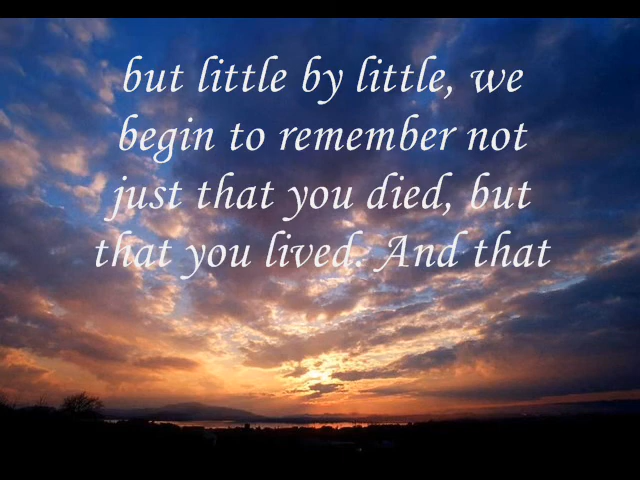 but little by little, we
begin to remember not
just that you died, but
that you lived. And that